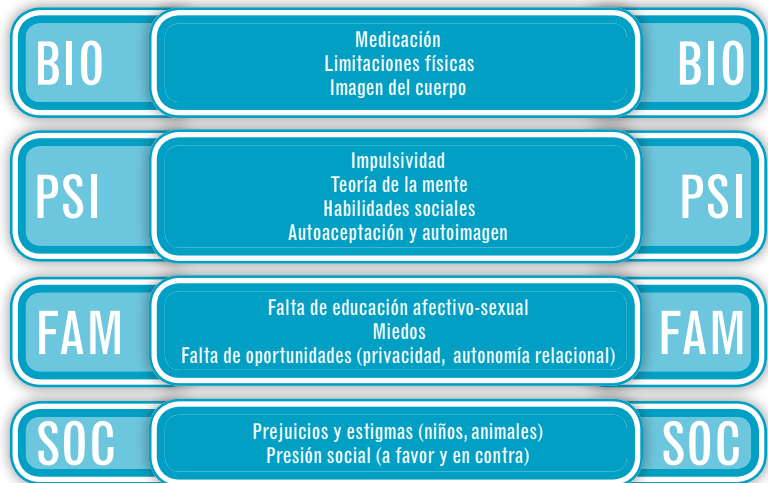 BIO
Medicación
Limitaciones físicas
Imagen del cuerpo
BIO
PSI
Impulsividad
Teoría de la mente
Habilidades sociales
Autoaceptación y autoimagen
PSI
FAM
Falta de educación afectivo-sexual
Miedos
Falta de oportunidades (privacidad, autonomía relacional)
FAM
SOC
Prejuicios y estigmas (niños, animales)
Presión social (a favor y en contra)
SOC